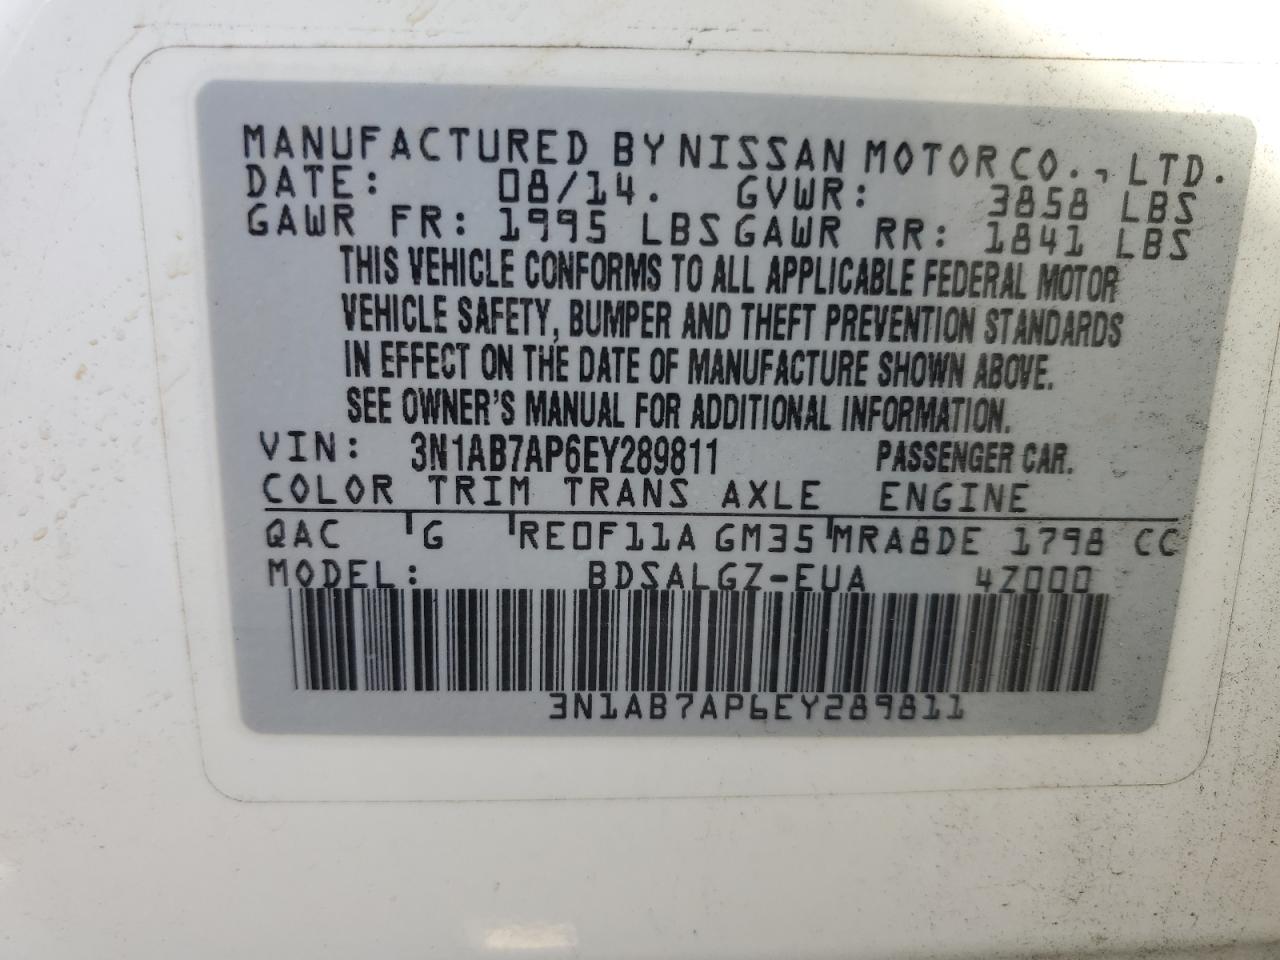 MANUFACTURED BY NISSAN MOTOR CO., LTD.
DATE: 08/14. GVWR: 3858 LBS
GAWR FR: 1995 LBS GAWR RR: 1841 LBS
THIS VEHICLE CONFORMS TO ALL APPLICABLE FEDERAL MOTOR
VEHICLE SAFETY, BUMPER AND THEFT PREVENTION STANDARDS
IN EFFECT ON THE DATE OF MANUFACTURE SHOWN ABOVE.
SEE OWNER'S MANUAL FOR ADDITIONAL INFORMATION.
VIN: 3N1AB7AP6EY289811 PASSENGER CAR.
COLOR TRIM TRANS AXLE ENGINE
QAC G RE0F11A GM35 MRA8DE 1798 CC
MODEL: BDSALGZ-EUA 4Z000
3N1AB7AP6EY289811